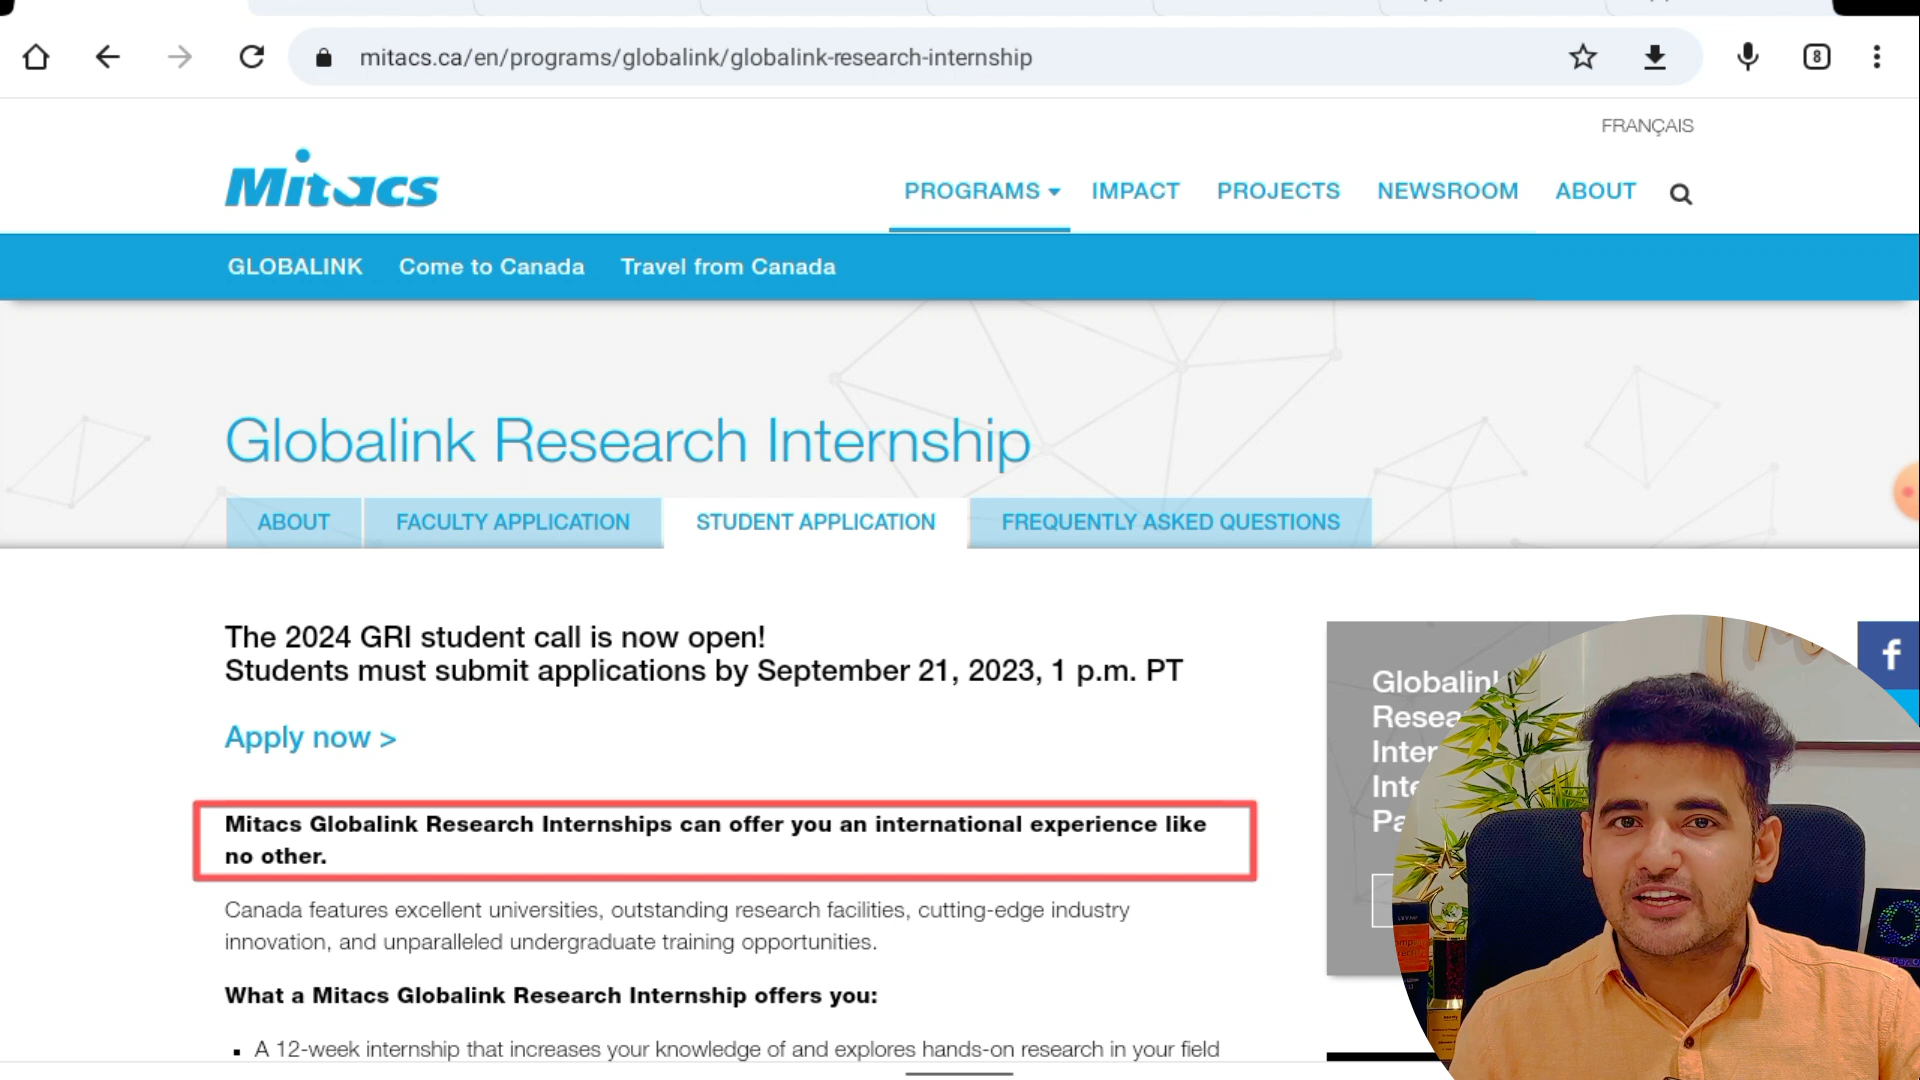 8
mitacs.ca/en/programs/globalink/globalink-research-internship
FRANÇAIS
Mitacs
PROGRAMS IMPACT PROJECTS NEWSROOM ABOUT
GLOBALINK Come to Canada Travel from Canada
Globalink Research Internship
ABOUT FACULTY APPLICATION STUDENT APPLICATION FREQUENTLY ASKED QUESTIONS
The 2024 GRI student call is now open!
Students must submit applications by September 21, 2023, 1 p.m. PT
Apply now >
Mitacs Globalink Research Internships can offer you an international experience like
no other.
Canada features excellent universities, outstanding research facilities, cutting-edge industry
innovation, and unparalleled undergraduate training opportunities.
What a Mitacs Globalink Research Internship offers you:
▪ A 12-week internship that increases your knowledge of and explores hands-on research in your field
f